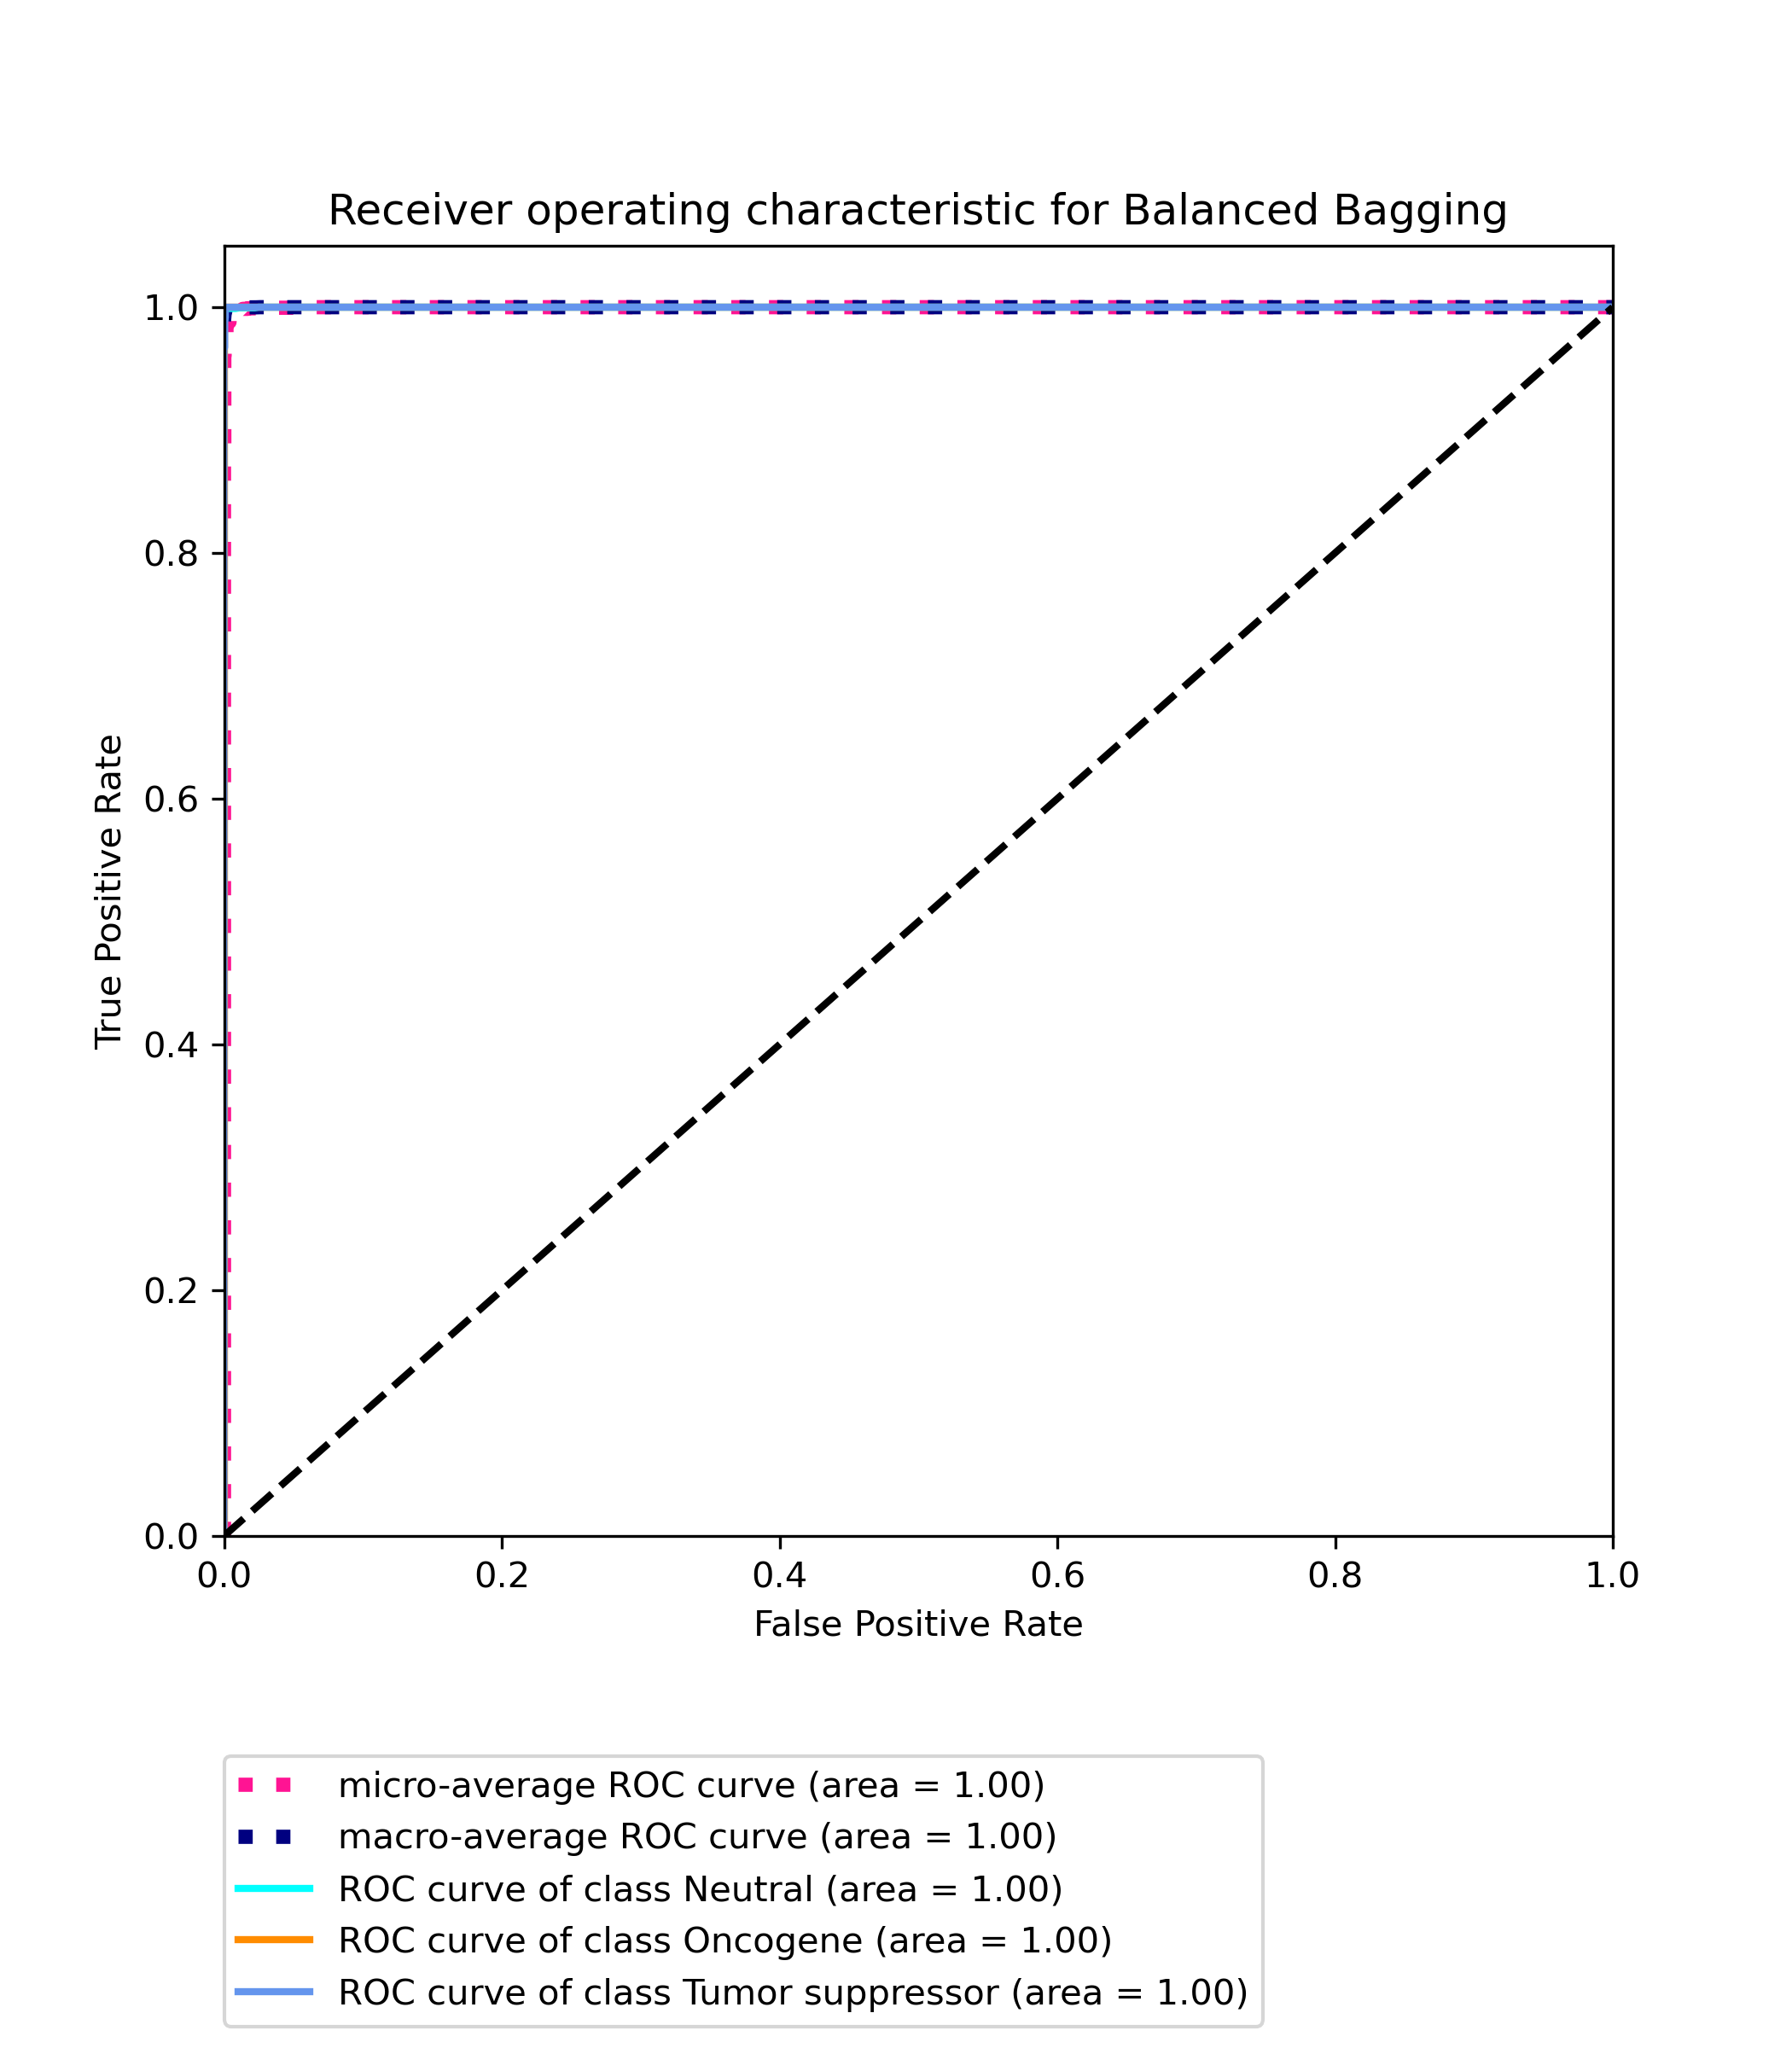 Receiver operating characteristic for Balanced Bagging
1.0
0.8
0.6
0.4
0.2
0.0
True Positive Rate
0.0 0.2 0.4 0.6 0.8 1.0
False Positive Rate
micro-average ROC curve (area = 1.00)
macro-average ROC curve (area = 1.00)
ROC curve of class Neutral (area = 1.00)
ROC curve of class Oncogene (area = 1.00)
ROC curve of class Tumor suppressor (area = 1.00)